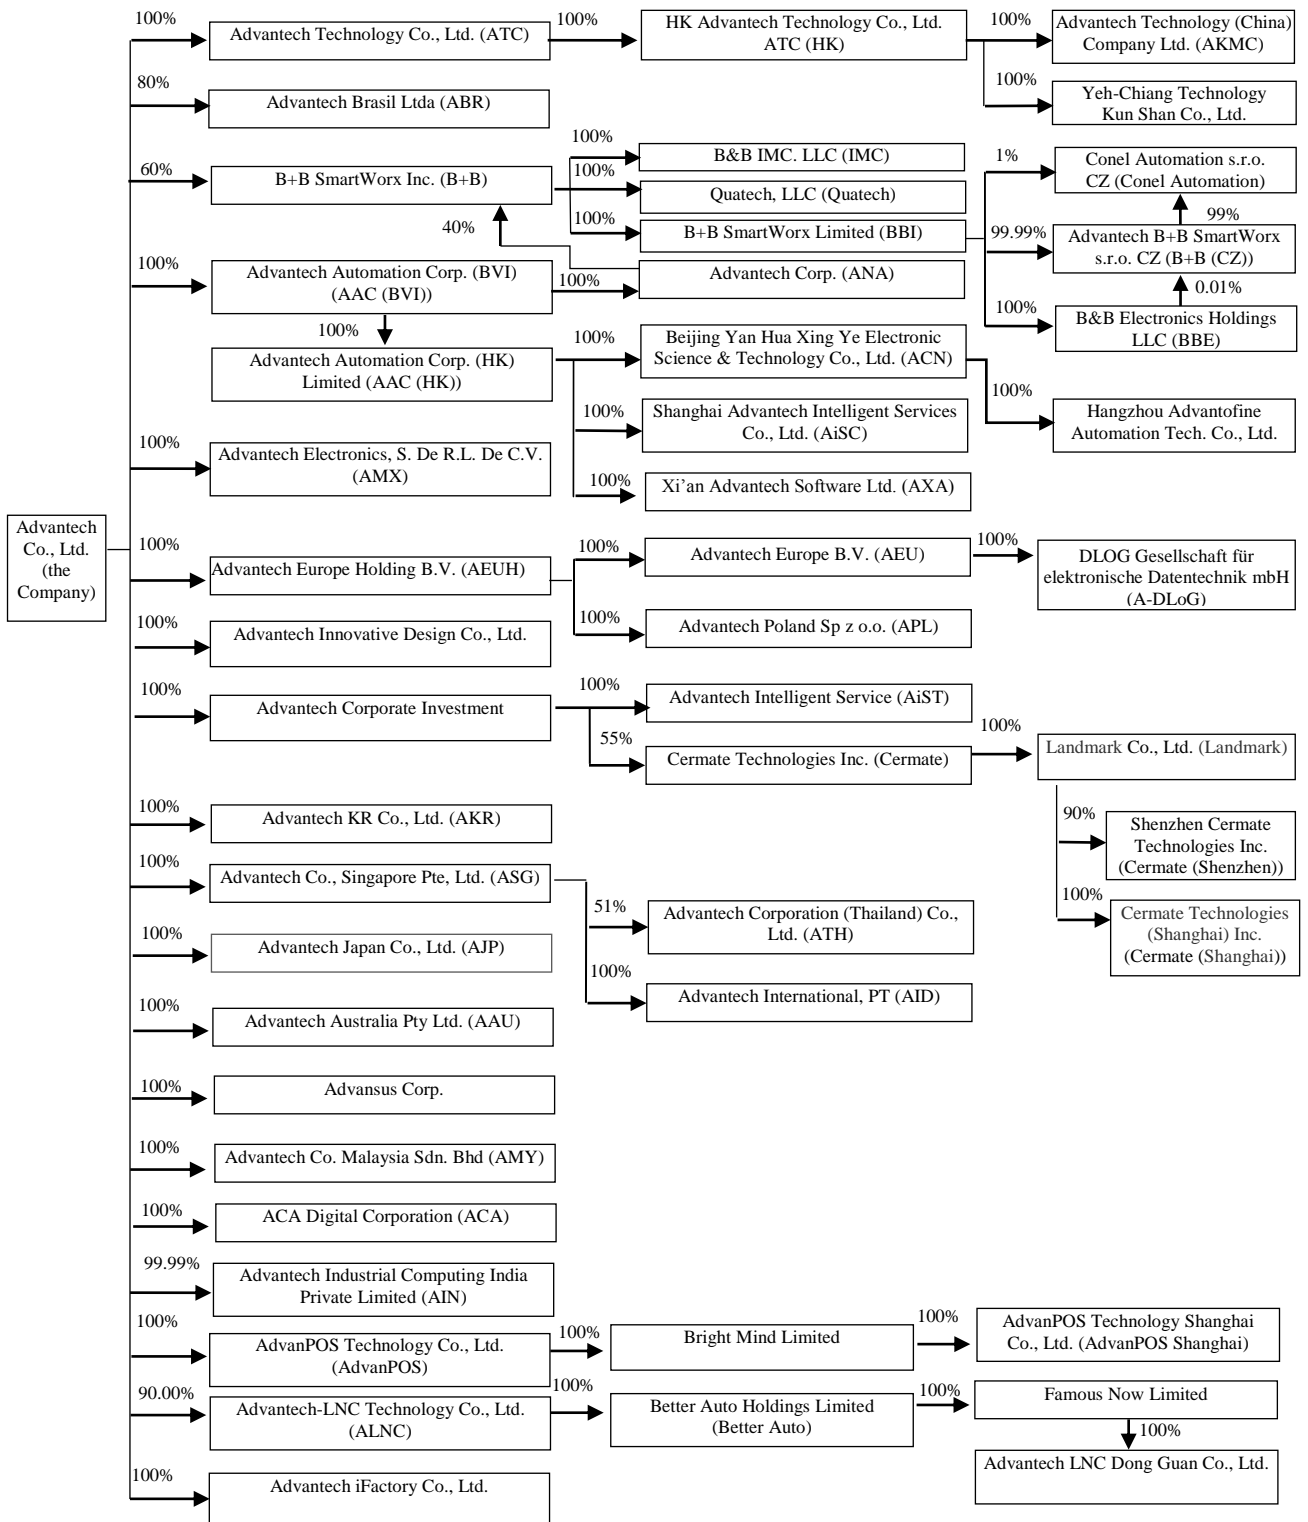 100%
Advantech Technology Co., Ltd. (ATC)
100%
HK Advantech Technology Co., Ltd.
ATC (HK)
100%
Advantech Technology (China)
Company Ltd. (AKMC)
100%
Yeh-Chiang Technology
Kun Shan Co., Ltd.
80%
Advantech Brasil Ltda (ABR)
60%
B+B SmartWorx Inc. (B+B)
100%
B&B IMC. LLC (IMC)
100%
Quatech, LLC (Quatech)
100%
B+B SmartWorx Limited (BBI)
1%
Conel Automation s.r.o.
CZ (Conel Automation)
99%
99.99%
Advantech B+B SmartWorx
s.r.o. CZ (B+B (CZ))
0.01%
100%
B&B Electronics Holdings
LLC (BBE)
40%
100%
Advantech Automation Corp. (BVI)
(AAC (BVI))
100%
Advantech Corp. (ANA)
100%
Advantech Automation Corp. (HK)
Limited (AAC (HK))
100%
Beijing Yan Hua Xing Ye Electronic
Science & Technology Co., Ltd. (ACN)
100%
Hangzhou Advantofine
Automation Tech. Co., Ltd.
100%
Shanghai Advantech Intelligent Services
Co., Ltd. (AiSC)
100%
Xi’an Advantech Software Ltd. (AXA)
100%
Advantech Electronics, S. De R.L. De C.V.
(AMX)
Advantech
Co., Ltd.
(the
Company)
100%
Advantech Europe Holding B.V. (AEUH)
100%
Advantech Europe B.V. (AEU)
100%
DLOG Gesellschaft für
elektronische Datentechnik mbH
(A-DLoG)
100%
Advantech Poland Sp z o.o. (APL)
100%
Advantech Innovative Design Co., Ltd.
100%
Advantech Corporate Investment
100%
Advantech Intelligent Service (AiST)
55%
Cermate Technologies Inc. (Cermate)
100%
Landmark Co., Ltd. (Landmark)
90%
Shenzhen Cermate
Technologies Inc.
(Cermate (Shenzhen))
100%
Cermate Technologies
(Shanghai) Inc.
(Cermate (Shanghai))
100%
Advantech KR Co., Ltd. (AKR)
100%
Advantech Co., Singapore Pte, Ltd. (ASG)
51%
Advantech Corporation (Thailand) Co.,
Ltd. (ATH)
100%
Advantech International, PT (AID)
100%
Advantech Japan Co., Ltd. (AJP)
100%
Advantech Australia Pty Ltd. (AAU)
100%
Advansus Corp.
100%
Advantech Co. Malaysia Sdn. Bhd (AMY)
100%
ACA Digital Corporation (ACA)
99.99%
Advantech Industrial Computing India
Private Limited (AIN)
100%
AdvanPOS Technology Co., Ltd.
(AdvanPOS)
100%
Bright Mind Limited
100%
AdvanPOS Technology Shanghai
Co., Ltd. (AdvanPOS Shanghai)
90.00%
Advantech-LNC Technology Co., Ltd.
(ALNC)
100%
Better Auto Holdings Limited
(Better Auto)
100%
Famous Now Limited
100%
Advantech LNC Dong Guan Co., Ltd.
100%
Advantech iFactory Co., Ltd.